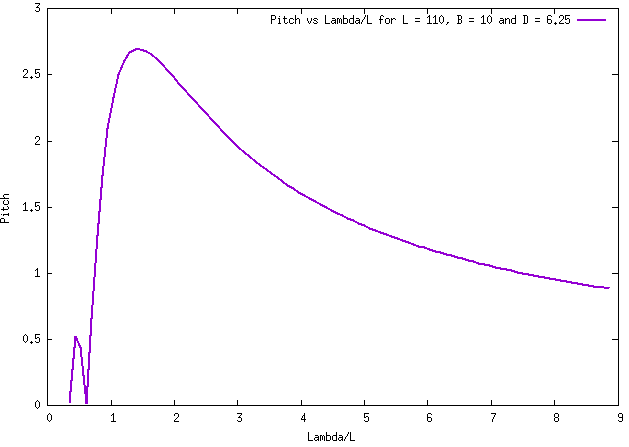 Pitch vs Lambda/L for L = 110, B = 10 and D = 6.25
3
2.5
2
1.5
1
0.5
0
Pitch
0 1 2 3 4 5 6 7 8 9
Lambda/L